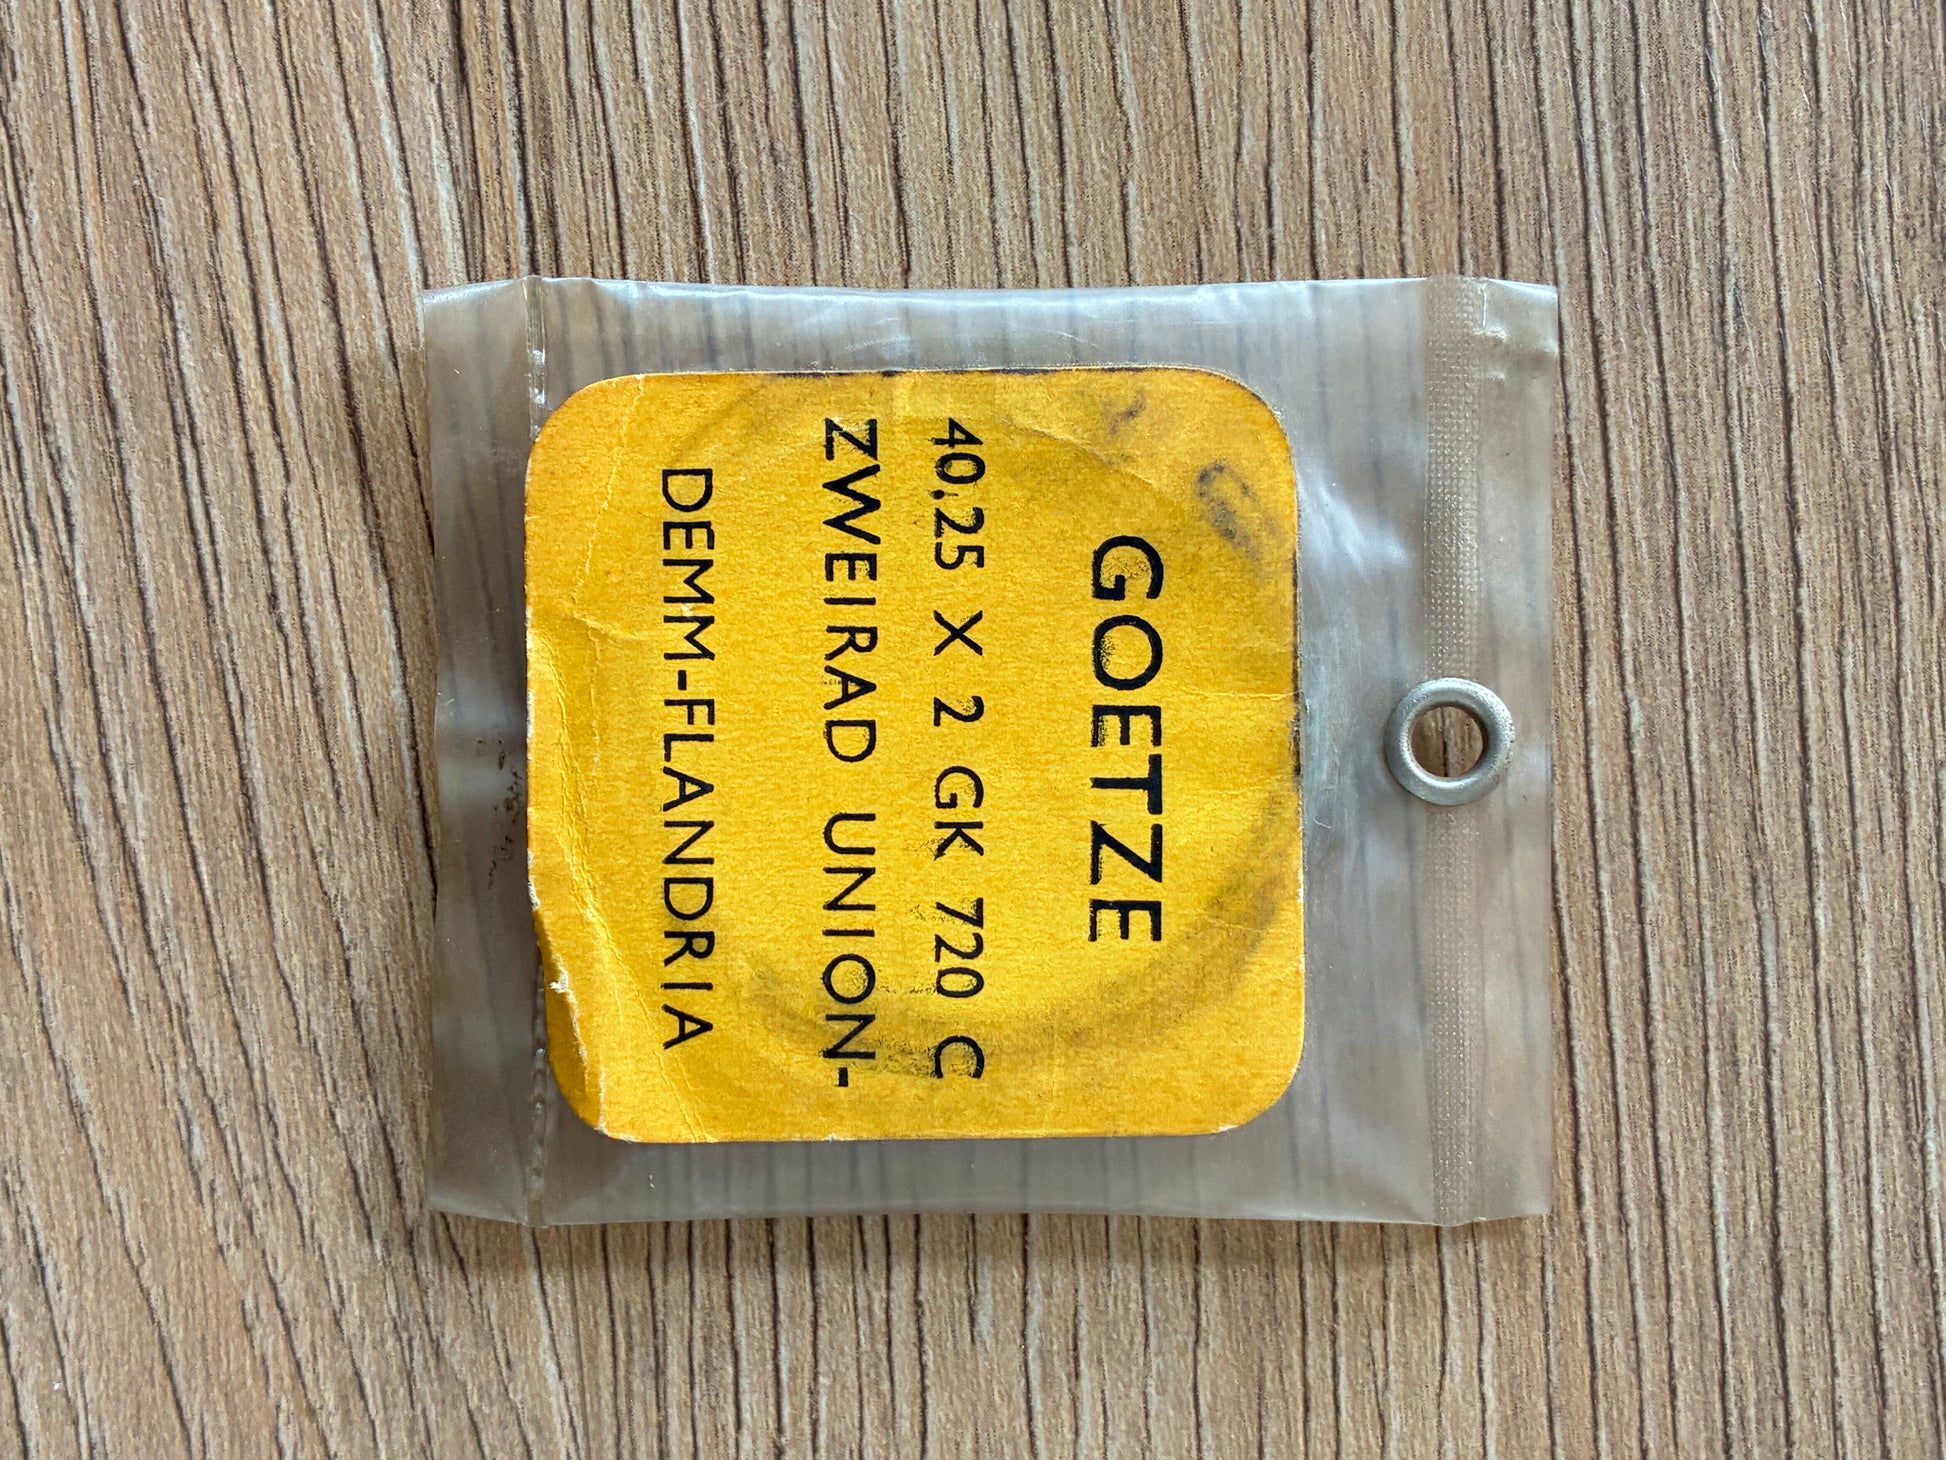 GOETZE
40,25 X 2 GK 720 C
ZWEIRAD UNION-
DEMM-FLANDRIA